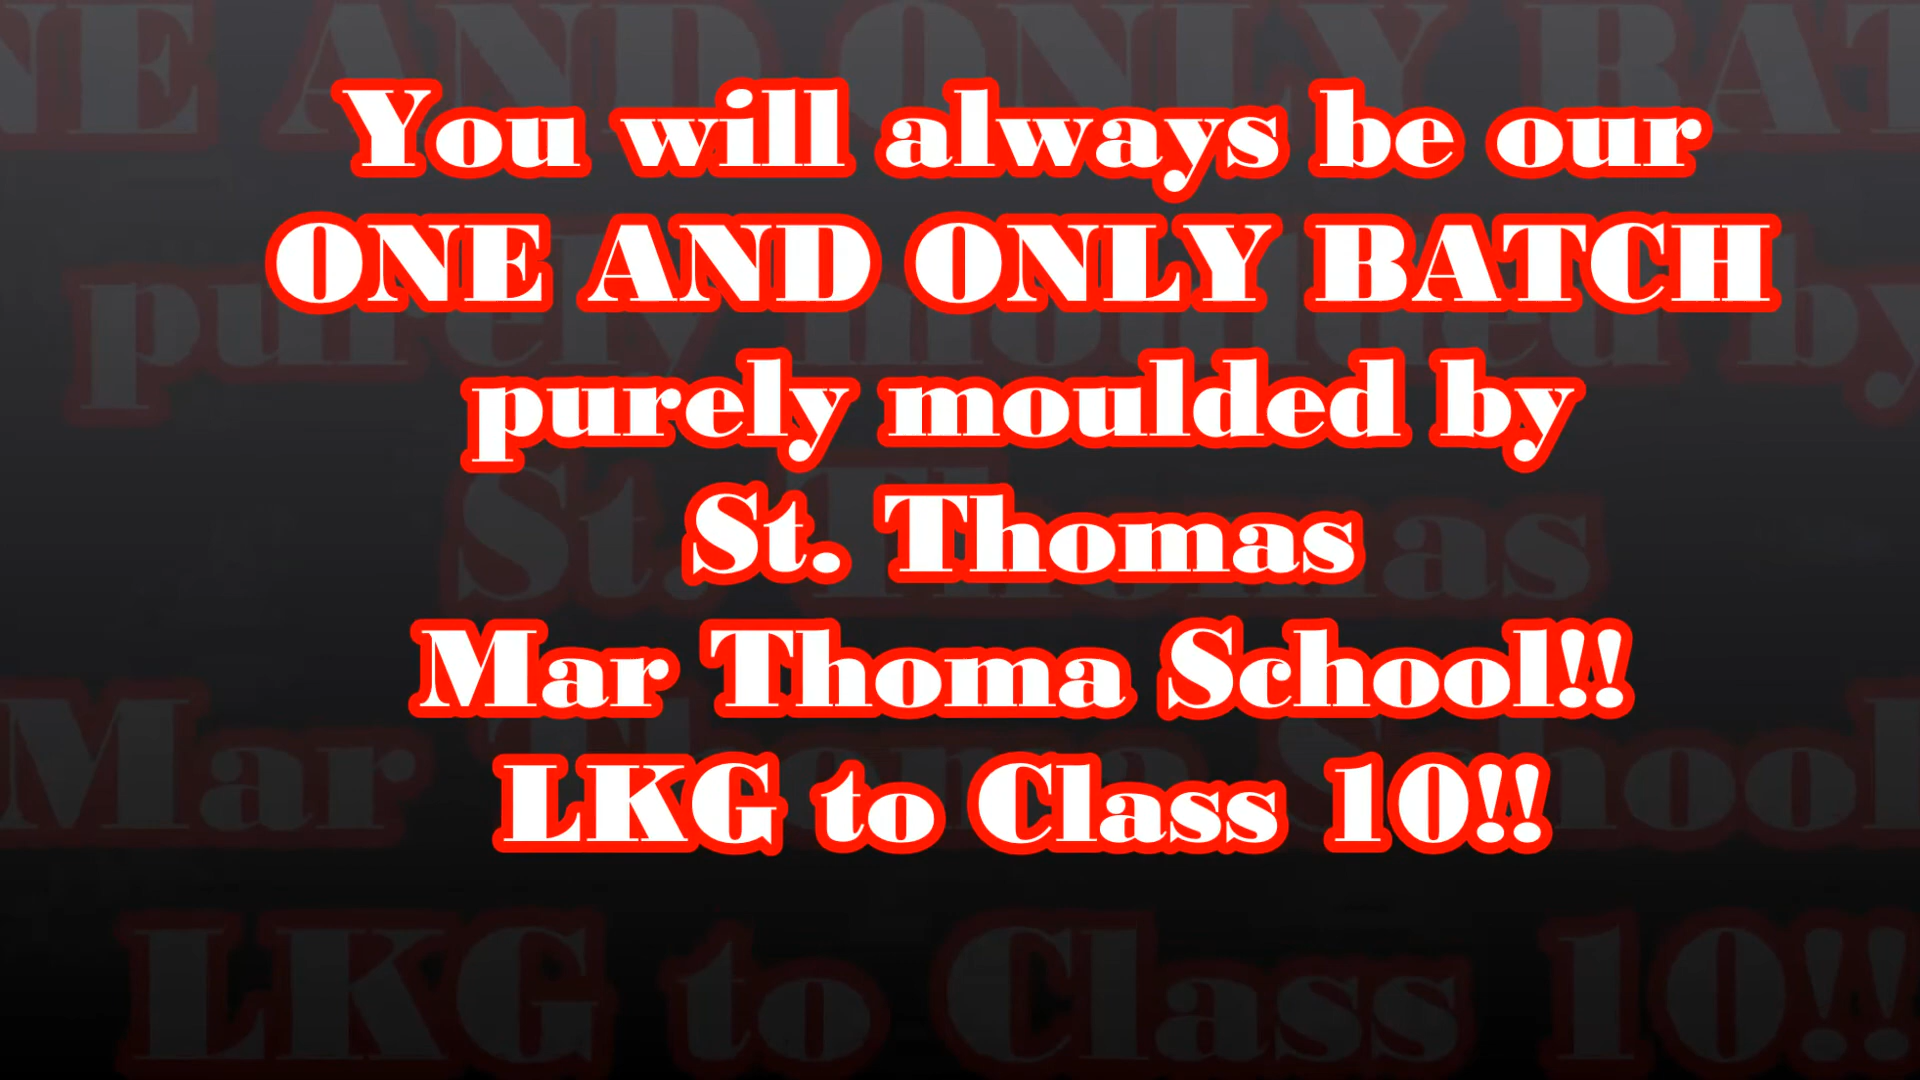 You will always be our
ONE AND ONLY BATCH
purely moulded by
St. Thomas
Mar Thoma School!!
LKG to Class 10!!